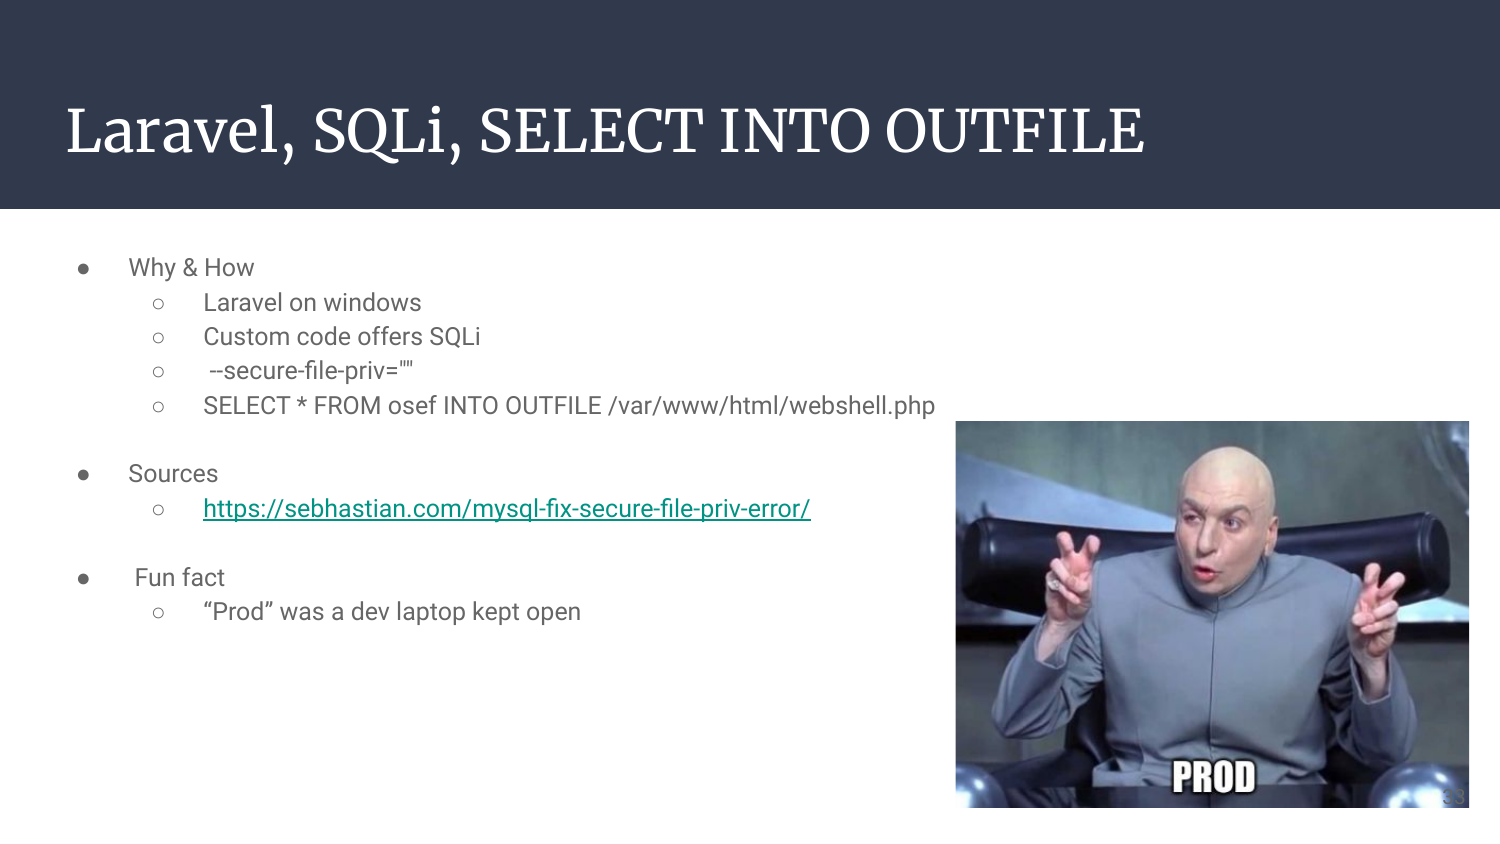 Laravel, SQLi, SELECT INTO OUTFILE
● Why & How
○ Laravel on windows
○ Custom code offers SQLi
○ --secure-file-priv=""
○ SELECT * FROM osef INTO OUTFILE /var/www/html/webshell.php
● Sources
○ https://sebhastian.com/mysql-fix-secure-file-priv-error/
● Fun fact
○ “Prod” was a dev laptop kept open
PROD
33